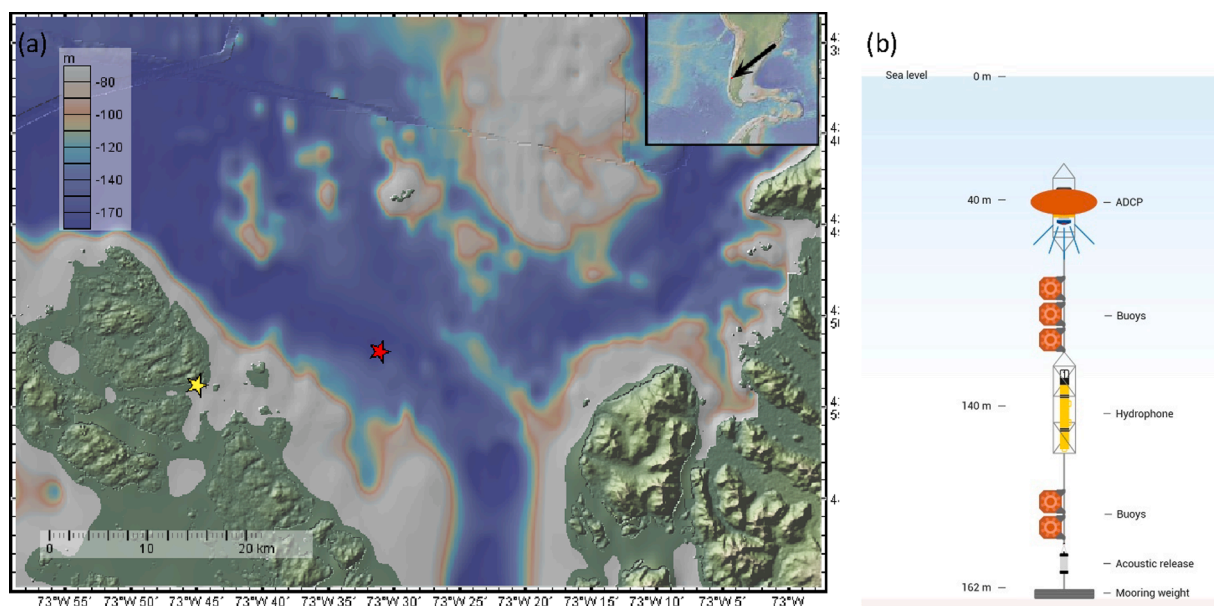 (a)
m
-80
-100
-120
-140
-170
0 10 20 km
73°W 55' 73°W 50' 73°W 45' 73°W 40' 73°W 35' 73°W 30' 73°W 25' 73°W 20' 73°W 15' 73°W 10' 73°W 5' 73°W
(b)
Sea level 0 m
40 m ADCP
Buoys
140 m Hydrophone
Buoys
Acoustic release
162 m Mooring weight